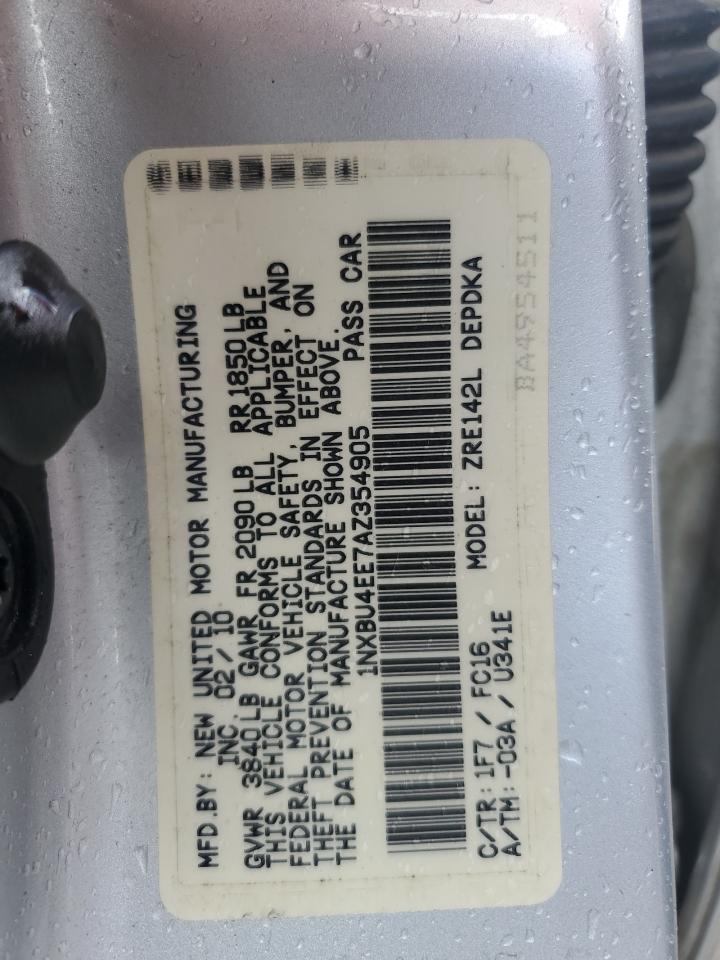 MFD.BY: NEW UNITED MOTOR MANUFACTURING
INC. 02/10
GVWR 3840LB GAWR FR 2090LB RR1850LB
THIS VEHICLE CONFORMS TO ALL APPLICABLE
FEDERAL MOTOR VEHICLE SAFETY, BUMPER, AND
THEFT PREVENTION STANDARDS IN EFFECT ON
THE DATE OF MANUFACTURE SHOWN ABOVE.
1NXBU4EE7AZ354905 PASS CAR
C/TR:1F7 / FC16 MODEL: ZRE142L DEPDKA
A/TM:-03A / U341E
BA4954511